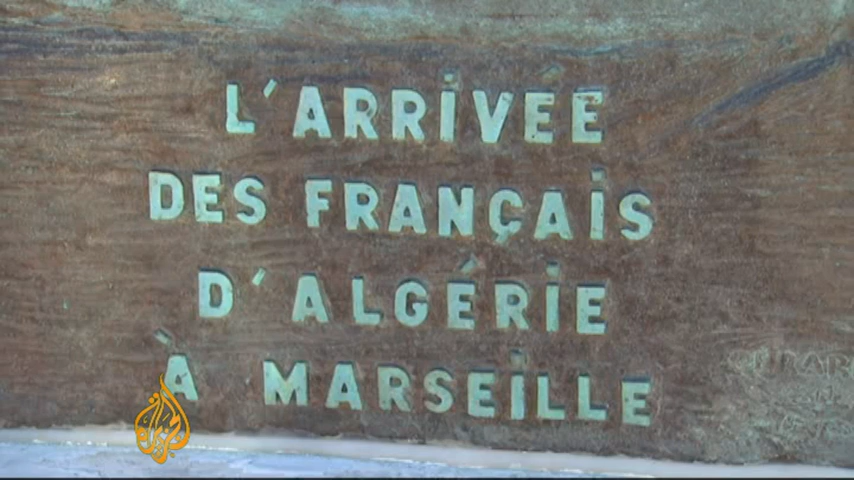 L'ARRIVÉE
DES FRANÇAIS
D'ALGÉRIE
À MARSEILLE